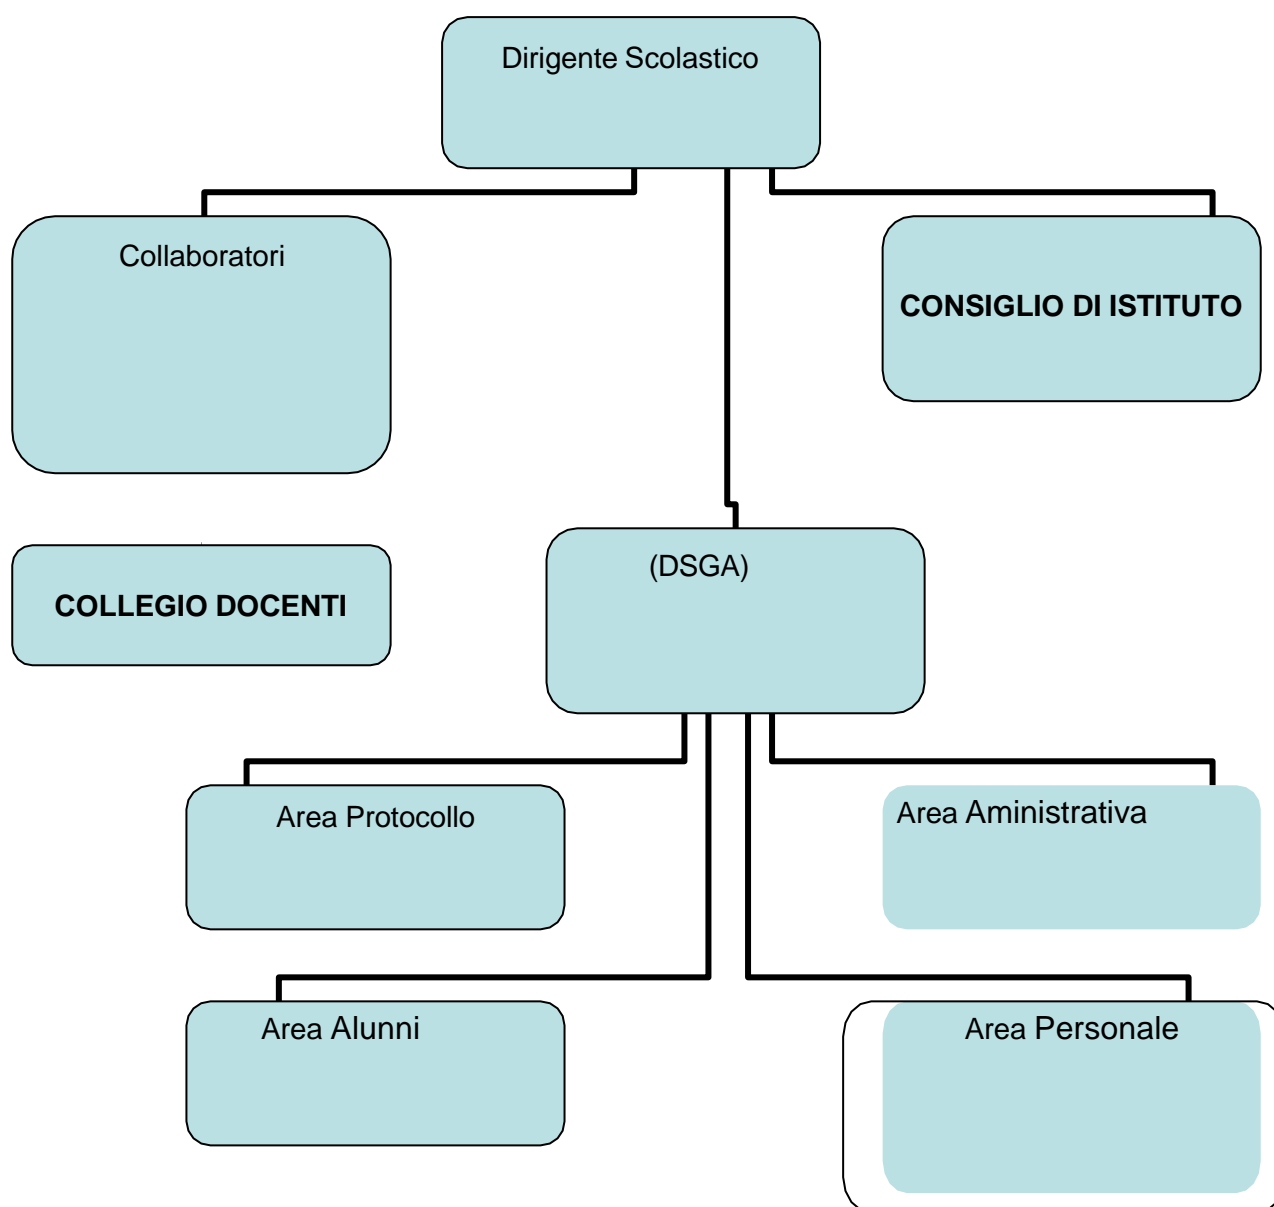 Dirigente Scolastico
Collaboratori
CONSIGLIO DI ISTITUTO
(DSGA)
COLLEGIO DOCENTI
Area Protocollo
Area Aministrativa
Area Alunni
Area Personale